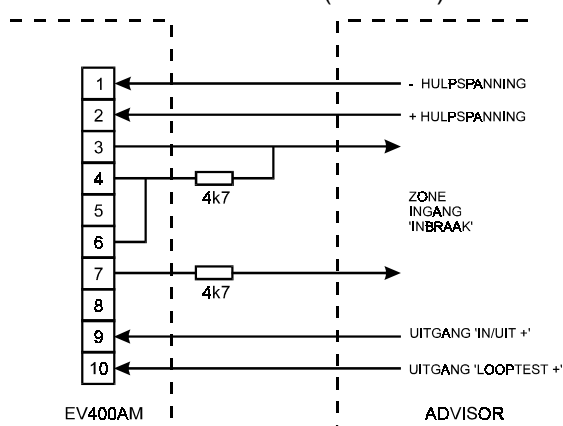 1
- HULPSPANNING
2
+ HULPSPANNING
3
4
4k7
5
ZONE
INGANG
'INBRAAK'
6
7
4k7
8
9
UITGANG 'IN/UIT +'
10
UITGANG 'LOOPTEST +'
EV400AM
ADVISOR